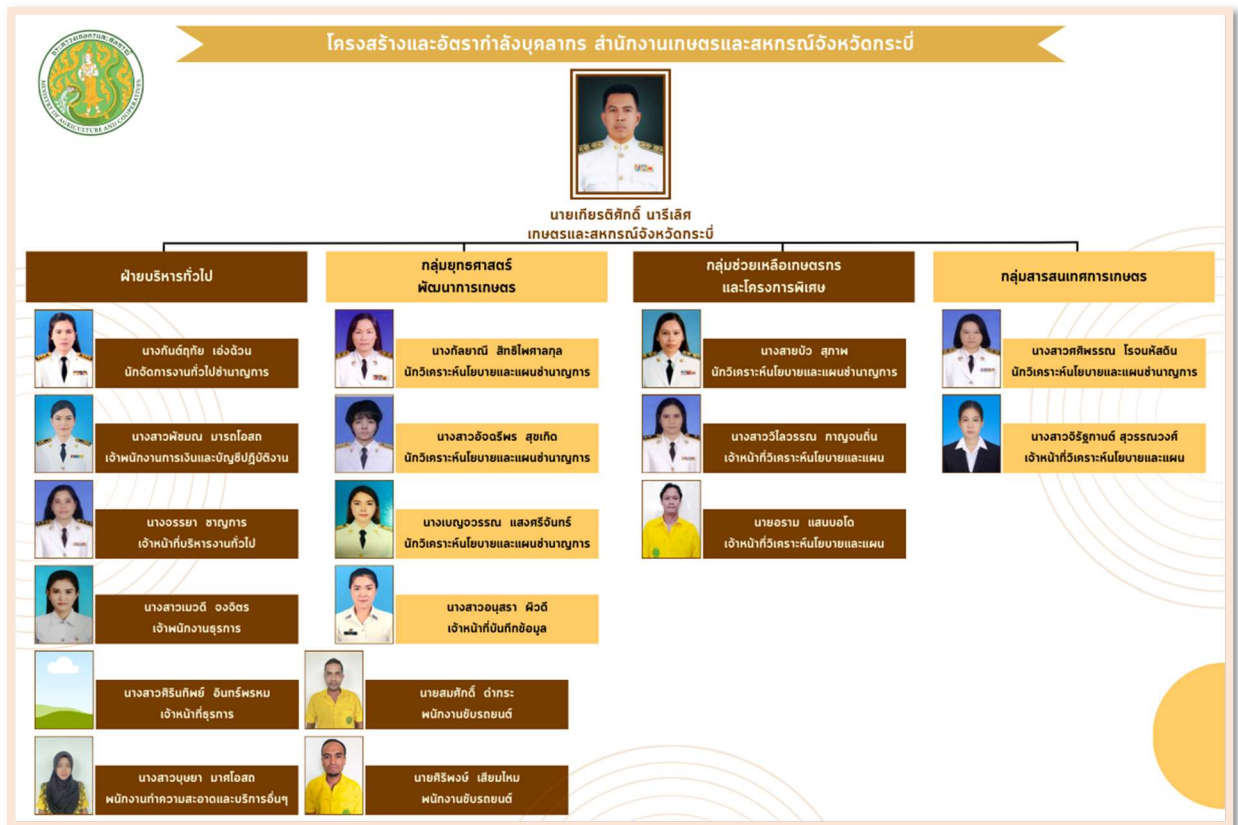 โครงสร้างและอัตรากำลังบุคลากร สำนักงานเกษตรและสหกรณ์จังหวัดกระบี่
กระทรวงเกษตรและสหกรณ์
MINISTRY OF AGRICULTURE AND COOPERATIVES
นายเกียรติศักดิ์ นารีเลิศ
เกษตรและสหกรณ์จังหวัดกระบี่
ฝ่ายบริหารทั่วไป
นางกันต์ฤทัย เอ่งฉ้วน
นักจัดการงานทั่วไปชำนาญการ
นางสาวพัชมณ มารถโอสถ
เจ้าพนักงานการเงินและบัญชีปฏิบัติงาน
นางจรรยา ชาญการ
เจ้าหน้าที่บริหารงานทั่วไป
นางสาวเมวดี จงจิตร
เจ้าพนักงานธุรการ
นางสาวศิรินทิพย์ อินทร์พรหม
เจ้าหน้าที่ธุรการ
นางสาวบุษยา มาศโอสถ
พนักงานทำความสะอาดและบริการอื่นๆ
กลุ่มยุทธศาสตร์
พัฒนาการเกษตร
นางกัลยาณี สิทธิไพศาลกุล
นักวิเคราะห์นโยบายและแผนชำนาญการ
นางสาวอัจฉรีพร สุขเกิด
นักวิเคราะห์นโยบายและแผนชำนาญการ
นางเบญจวรรณ แสงศรีจันทร์
นักวิเคราะห์นโยบายและแผนชำนาญการ
นางสาวอนุสรา ผิวดี
เจ้าหน้าที่บันทึกข้อมูล
นายสมศักดิ์ ดำกระ
พนักงานขับรถยนต์
นายศิริพงษ์ เสียมไหม
พนักงานขับรถยนต์
กลุ่มช่วยเหลือเกษตรกร
และโครงการพิเศษ
นางสายบัว สุภาพ
นักวิเคราะห์นโยบายและแผนชำนาญการ
นางสาววิไลวรรณ กาญจนถิ่น
เจ้าหน้าที่วิเคราะห์นโยบายและแผน
นายอราม แสนบอโด
เจ้าหน้าที่วิเคราะห์นโยบายและแผน
กลุ่มสารสนเทศการเกษตร
นางสาวศศิพรรณ โรจนหัสดิน
นักวิเคราะห์นโยบายและแผนชำนาญการ
นางสาวจิรัฐกานต์ สุวรรณวงศ์
เจ้าหน้าที่วิเคราะห์นโยบายและแผน